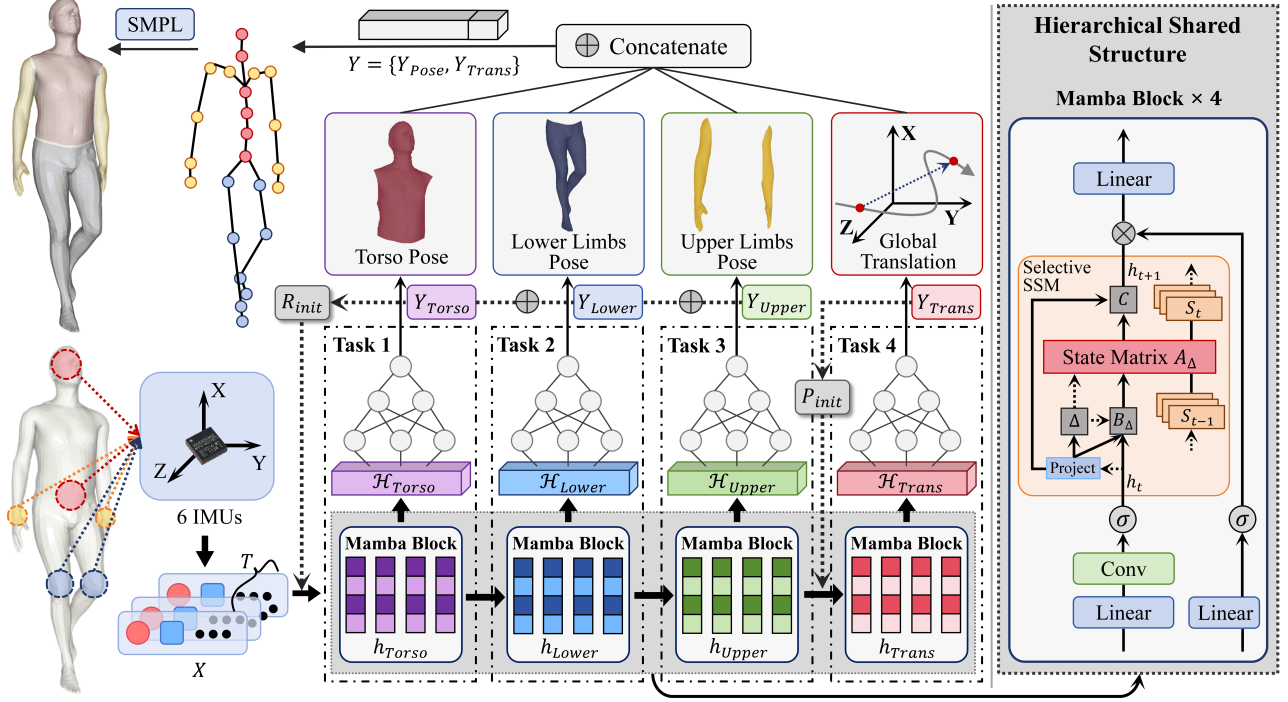 SMPL
Y = {Y_Pose, Y_Trans}
⊕ Concatenate
Torso Pose
Lower Limbs
Pose
Upper Limbs
Pose
X
Z
Y
Global
Translation
R_init
Y_Torso
Y_Lower
Y_Upper
Y_Trans
Task 1
Task 2
Task 3
Task 4
P_init
X
Z
Y
6 IMUs
T
X
ℋ_Torso
ℋ_Lower
ℋ_Upper
ℋ_Trans
Mamba Block
Mamba Block
Mamba Block
Mamba Block
h_Torso
h_Lower
h_Upper
h_Trans
Hierarchical Shared
Structure
Mamba Block × 4
Linear
Selective
SSM
h_t+1
C
S_t
State Matrix A_Δ
Δ
B_Δ
S_t−1
Project
h_t
σ
σ
Conv
Linear
Linear